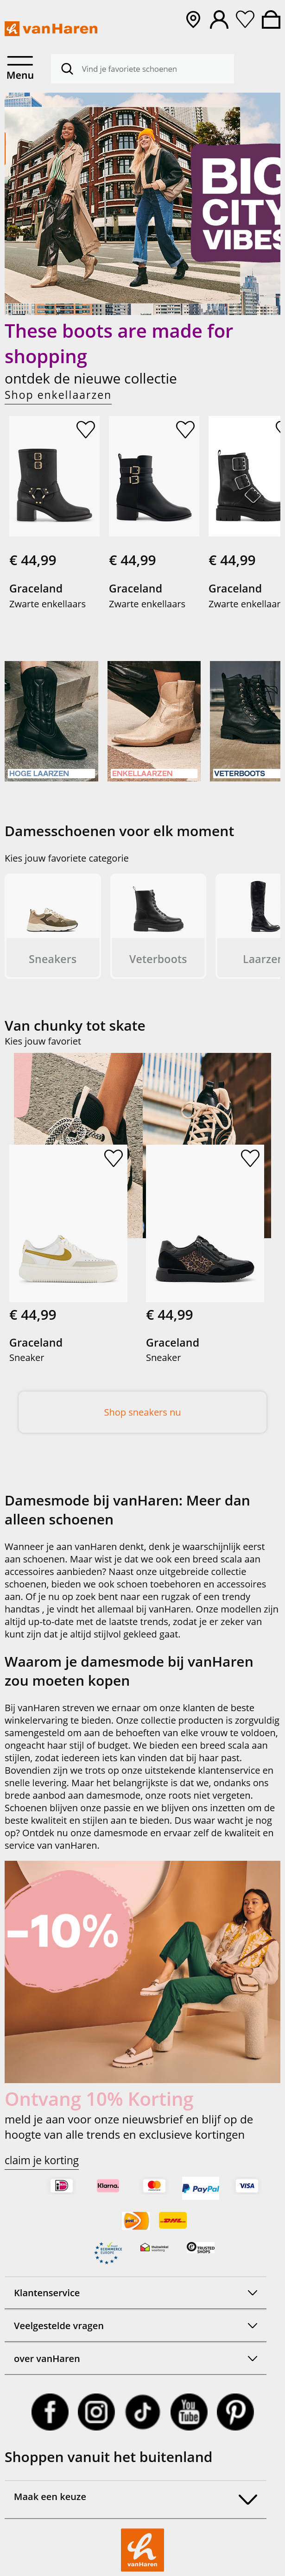 vanHaren
Menu
Vind je favoriete schoenen
BIG
CITY
VIBES
These boots are made for
shopping
ontdek de nieuwe collectie
Shop enkellaarzen
€ 44,99
€ 44,99
€ 44,99
Graceland
Graceland
Graceland
Zwarte enkellaars
Zwarte enkellaars
Zwarte enkellaar
HOGE LAARZEN
ENKELLAARZEN
VETERBOOTS
Damesschoenen voor elk moment
Kies jouw favoriete categorie
Sneakers
Veterboots
Laarzen
Van chunky tot skate
Kies jouw favoriet
€ 44,99
€ 44,99
Graceland
Graceland
Sneaker
Sneaker
Shop sneakers nu
Damesmode bij vanHaren: Meer dan
alleen schoenen
Wanneer je aan vanHaren denkt, denk je waarschijnlijk eerst
aan schoenen. Maar wist je dat we ook een breed scala aan
accessoires aanbieden? Naast onze uitgebreide collectie
schoenen, bieden we ook schoen toebehoren en accessoires
aan. Of je nu op zoek bent naar een rugzak of een trendy
handtas , je vindt het allemaal bij vanHaren. Onze modellen zijn
altijd up-to-date met de laatste trends, zodat je er zeker van
kunt zijn dat je altijd stijlvol gekleed gaat.
Waarom je damesmode bij vanHaren
zou moeten kopen
Bij vanHaren streven we ernaar om onze klanten de beste
winkelervaring te bieden. Onze collectie producten is zorgvuldig
samengesteld om aan de behoeften van elke vrouw te voldoen,
ongeacht haar stijl of budget. We bieden een breed scala aan
stijlen, zodat iedereen iets kan vinden dat bij haar past.
Bovendien zijn we trots op onze uitstekende klantenservice en
snelle levering. Maar het belangrijkste is dat we, ondanks ons
brede aanbod aan damesmode, onze roots niet vergeten.
Schoenen blijven onze passie en we blijven ons inzetten om de
beste kwaliteit en stijlen aan te bieden. Dus waar wacht je nog
op? Ontdek nu onze damesmode en ervaar zelf de kwaliteit en
service van vanHaren.
-10%
Ontvang 10% Korting
meld je aan voor onze nieuwsbrief en blijf op de
hoogte van alle trends en exclusieve kortingen
claim je korting
iD
Klarna.
mastercard
PayPal
VISA
postnl
DHL
ECOMMERCE
EUROPE
thuiswinkel
TRUSTED
SHOPS
Klantenservice
Veelgestelde vragen
over vanHaren
You
Tube
Shoppen vanuit het buitenland
Maak een keuze
vanHaren